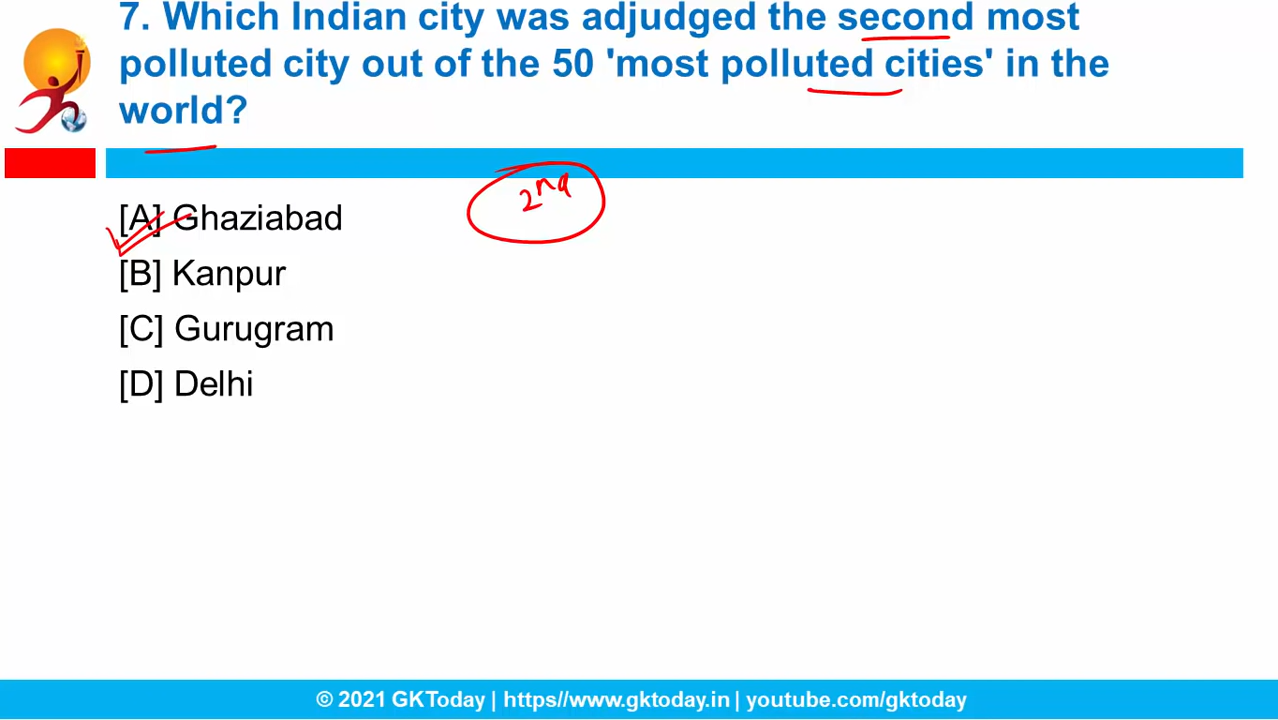 7. Which Indian city was adjudged the second most
polluted city out of the 50 'most polluted cities' in the
world?
2nd
[A] Ghaziabad
[B] Kanpur
[C] Gurugram
[D] Delhi
© 2021 GKToday | https//www.gktoday.in | youtube.com/gktoday